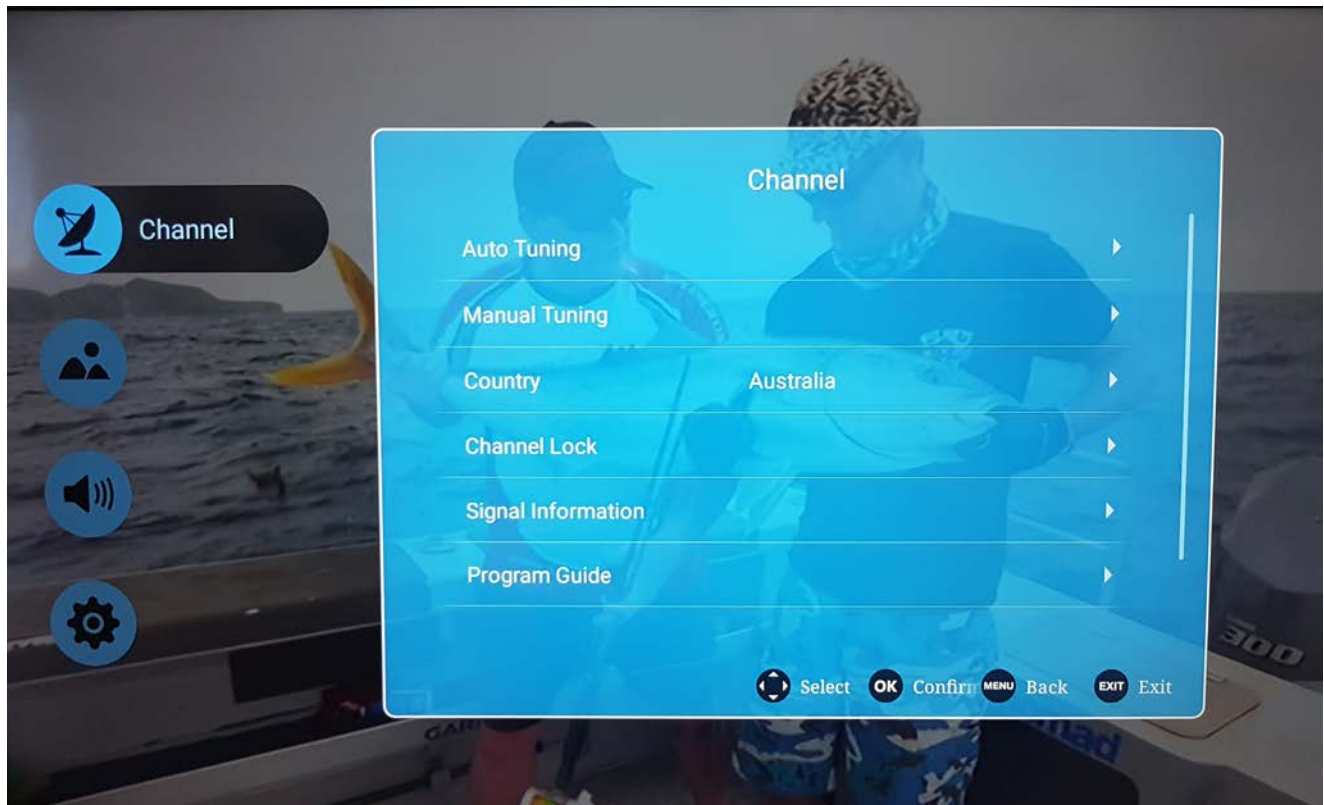 Channel
Channel
Auto Tuning
Manual Tuning
Country Australia
Channel Lock
Signal Information
Program Guide
Select OK Confirm MENU Back EXIT Exit
300